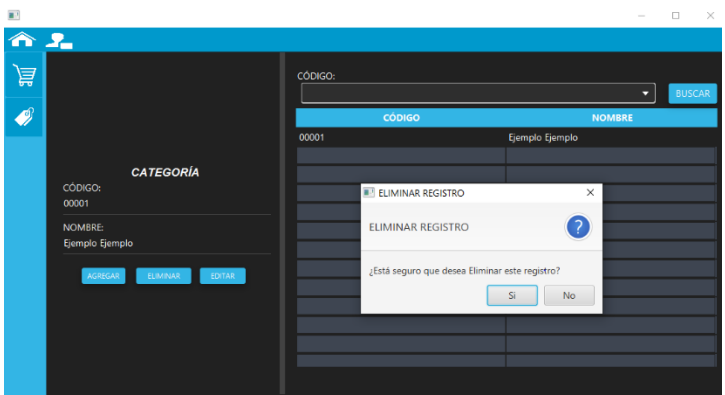 CATEGORÍA
CÓDIGO:
00001
NOMBRE:
Ejemplo Ejemplo
AGREGAR ELIMINAR EDITAR
CÓDIGO:
BUSCAR
CÓDIGO NOMBRE
00001 Ejemplo Ejemplo
ELIMINAR REGISTRO
ELIMINAR REGISTRO
¿Está seguro que desea Eliminar este registro?
Si No